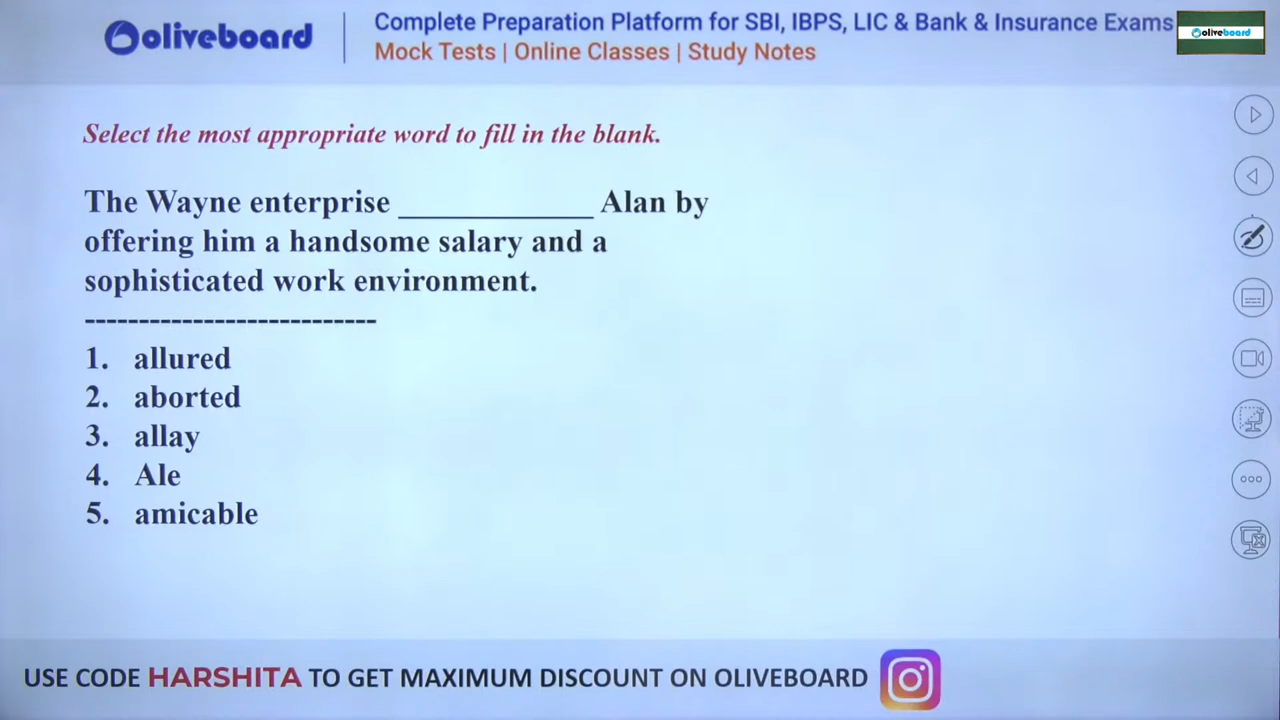 oliveboard
Complete Preparation Platform for SBI, IBPS, LIC & Bank & Insurance Exams
Mock Tests | Online Classes | Study Notes
oliveboard
Select the most appropriate word to fill in the blank.
The Wayne enterprise _____________ Alan by
offering him a handsome salary and a
sophisticated work environment.
---------------------------
1. allured
2. aborted
3. allay
4. Ale
5. amicable
USE CODE HARSHITA TO GET MAXIMUM DISCOUNT ON OLIVEBOARD